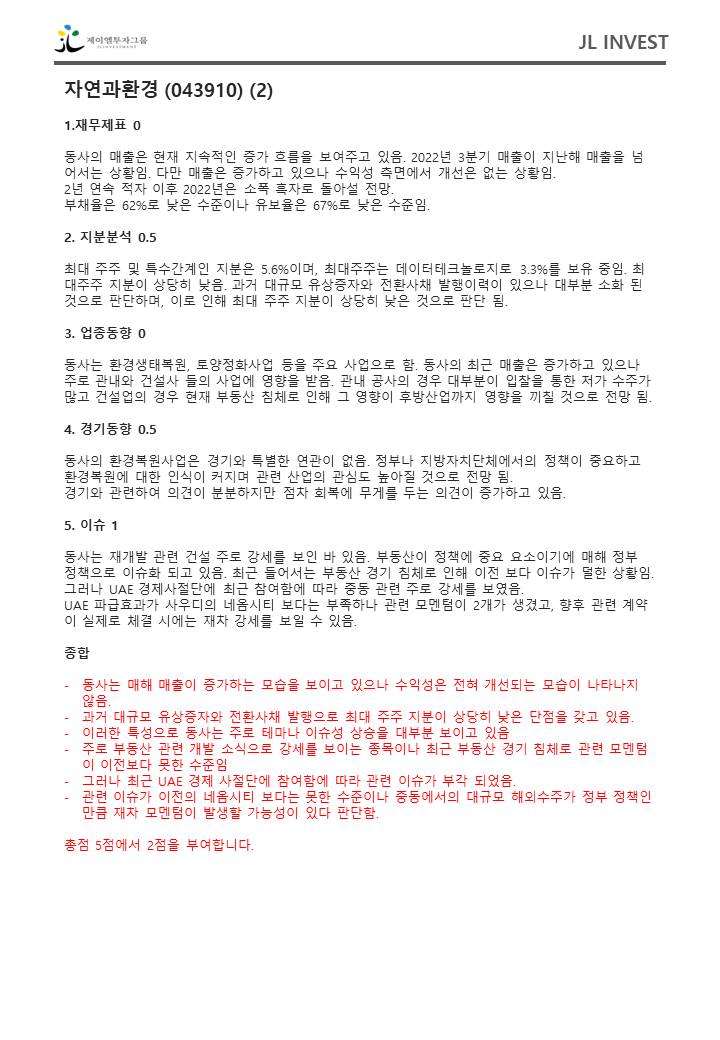 제이엘투자그룹
JLINVESTMENT
JL INVEST
자연과환경 (043910) (2)
1.재무제표 0
동사의 매출은 현재 지속적인 증가 흐름을 보여주고 있음. 2022년 3분기 매출이 지난해 매출을 넘
어서는 상황임. 다만 매출은 증가하고 있으나 수익성 측면에서 개선은 없는 상황임.
2년 연속 적자 이후 2022년은 소폭 흑자로 돌아설 전망.
부채율은 62%로 낮은 수준이나 유보율은 67%로 낮은 수준임.
2. 지분분석 0.5
최대 주주 및 특수간계인 지분은 5.6%이며, 최대주주는 데이터테크놀로지로 3.3%를 보유 중임. 최
대주주 지분이 상당히 낮음. 과거 대규모 유상증자와 전환사채 발행이력이 있으나 대부분 소화 된
것으로 판단하며, 이로 인해 최대 주주 지분이 상당히 낮은 것으로 판단 됨.
3. 업종동향 0
동사는 환경생태복원, 토양정화사업 등을 주요 사업으로 함. 동사의 최근 매출은 증가하고 있으나
주로 관내와 건설사 들의 사업에 영향을 받음. 관내 공사의 경우 대부분이 입찰을 통한 저가 수주가
많고 건설업의 경우 현재 부동산 침체로 인해 그 영향이 후방산업까지 영향을 끼칠 것으로 전망 됨.
4. 경기동향 0.5
동사의 환경복원사업은 경기와 특별한 연관이 없음. 정부나 지방자치단체에서의 정책이 중요하고
환경복원에 대한 인식이 커지며 관련 산업의 관심도 높아질 것으로 전망 됨.
경기와 관련하여 의견이 분분하지만 점차 회복에 무게를 두는 의견이 증가하고 있음.
5. 이슈 1
동사는 재개발 관련 건설 주로 강세를 보인 바 있음. 부동산이 정책에 중요 요소이기에 매해 정부
정책으로 이슈화 되고 있음. 최근 들어서는 부동산 경기 침체로 인해 이전 보다 이슈가 덜한 상황임.
그러나 UAE 경제사절단에 최근 참여함에 따라 중동 관련 주로 강세를 보였음.
UAE 파급효과가 사우디의 네옴시티 보다는 부족하나 관련 모멘텀이 2개가 생겼고, 향후 관련 계약
이 실제로 체결 시에는 재차 강세를 보일 수 있음.
종합
- 동사는 매해 매출이 증가하는 모습을 보이고 있으나 수익성은 전혀 개선되는 모습이 나타나지
않음.
- 과거 대규모 유상증자와 전환사채 발행으로 최대 주주 지분이 상당히 낮은 단점을 갖고 있음.
- 이러한 특성으로 동사는 주로 테마나 이슈성 상승을 대부분 보이고 있음
- 주로 부동산 관련 개발 소식으로 강세를 보이는 종목이나 최근 부동산 경기 침체로 관련 모멘텀
이 이전보다 못한 수준임
- 그러나 최근 UAE 경제 사절단에 참여함에 따라 관련 이슈가 부각 되었음.
- 관련 이슈가 이전의 네옴시티 보다는 못한 수준이나 중동에서의 대규모 해외수주가 정부 정책인
만큼 재차 모멘텀이 발생할 가능성이 있다 판단함.
총점 5점에서 2점을 부여합니다.